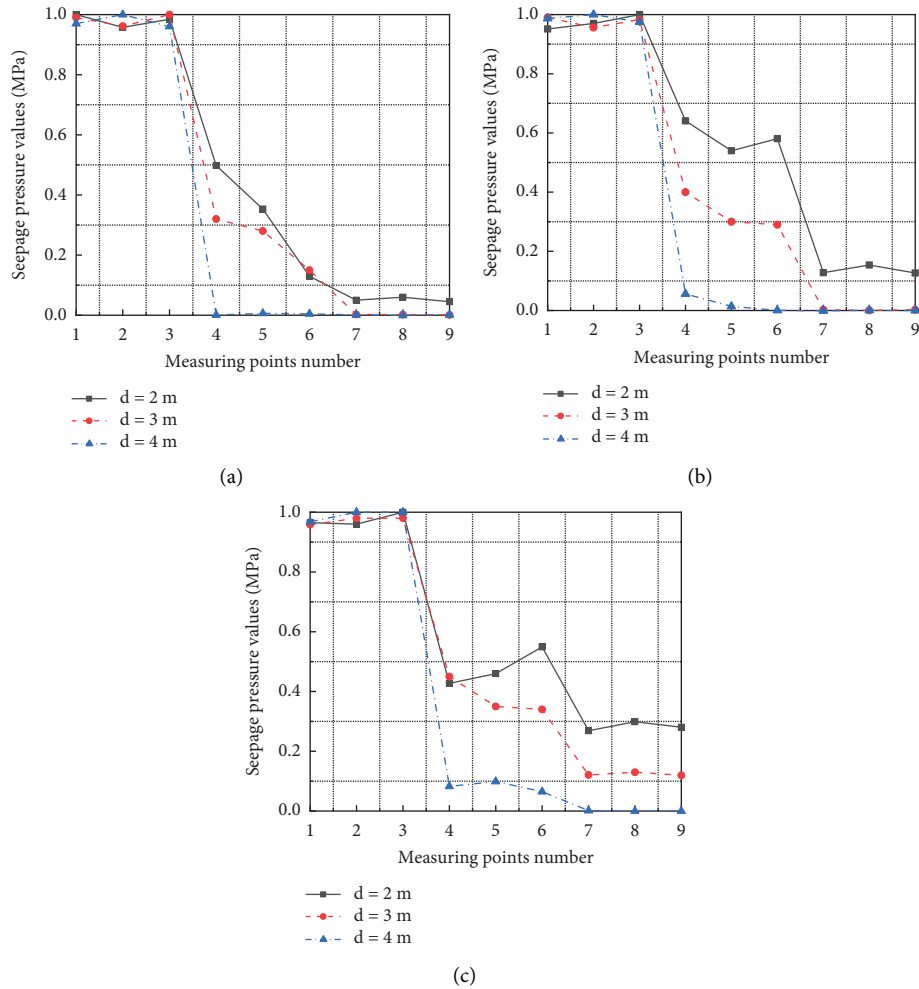 1.0
0.8
0.6
0.4
0.2
0.0
Seepage pressure values (MPa)
1 2 3 4 5 6 7 8 9
Measuring points number
d = 2 m
d = 3 m
d = 4 m
(a)
1.0
0.8
0.6
0.4
0.2
0.0
Seepage pressure values (MPa)
1 2 3 4 5 6 7 8 9
Measuring points number
d = 2 m
d = 3 m
d = 4 m
(b)
1.0
0.8
0.6
0.4
0.2
0.0
Seepage pressure values (MPa)
1 2 3 4 5 6 7 8 9
Measuring points number
d = 2 m
d = 3 m
d = 4 m
(c)